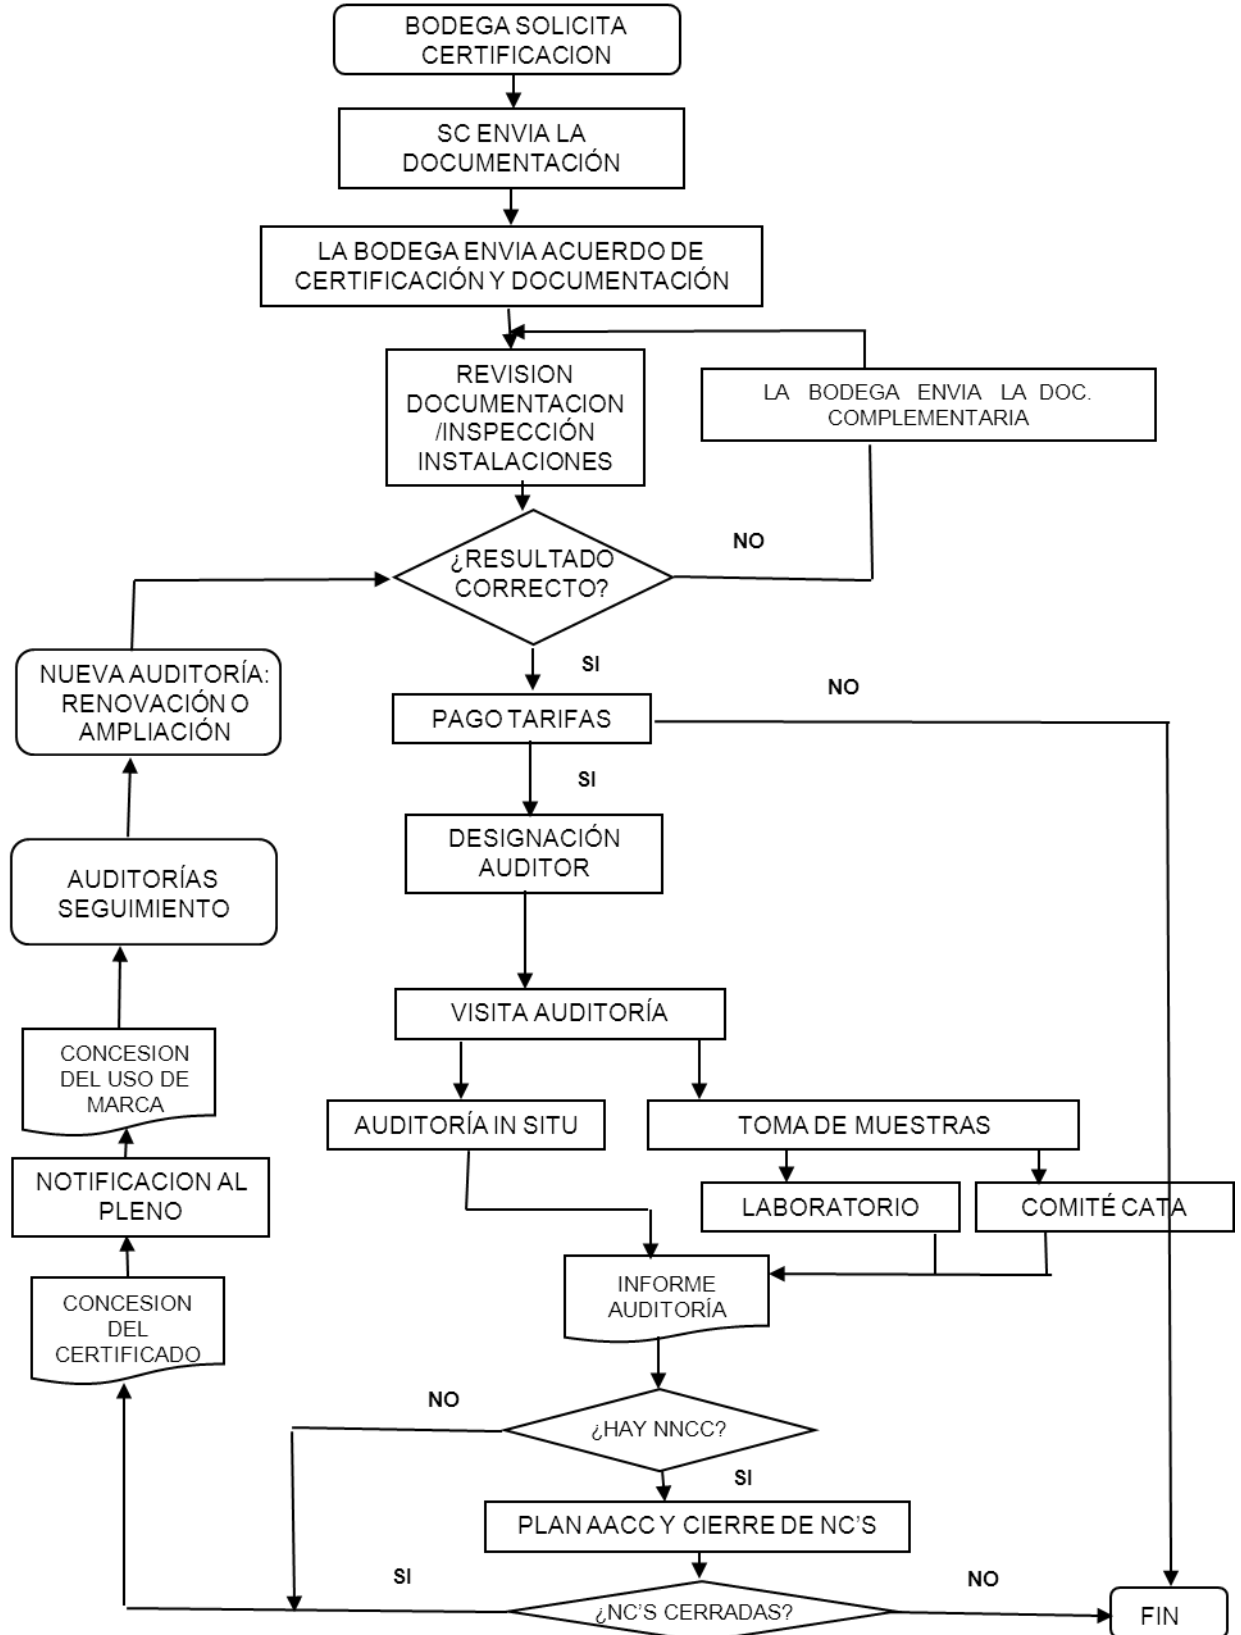 BODEGA SOLICITA
CERTIFICACION
SC ENVIA LA
DOCUMENTACIÓN
LA BODEGA ENVIA ACUERDO DE
CERTIFICACIÓN Y DOCUMENTACIÓN
REVISION
DOCUMENTACION
/INSPECCIÓN
INSTALACIONES
LA BODEGA ENVIA LA DOC.
COMPLEMENTARIA
¿RESULTADO
CORRECTO?
NO
SI
NUEVA AUDITORÍA:
RENOVACIÓN O
AMPLIACIÓN
PAGO TARIFAS
NO
SI
DESIGNACIÓN
AUDITOR
AUDITORÍAS
SEGUIMIENTO
VISITA AUDITORÍA
CONCESION
DEL USO DE
MARCA
AUDITORÍA IN SITU
TOMA DE MUESTRAS
NOTIFICACION AL
PLENO
LABORATORIO
COMITÉ CATA
CONCESION
DEL
CERTIFICADO
INFORME
AUDITORÍA
NO
¿HAY NNCC?
SI
PLAN AACC Y CIERRE DE NC'S
SI
¿NC'S CERRADAS?
NO
FIN